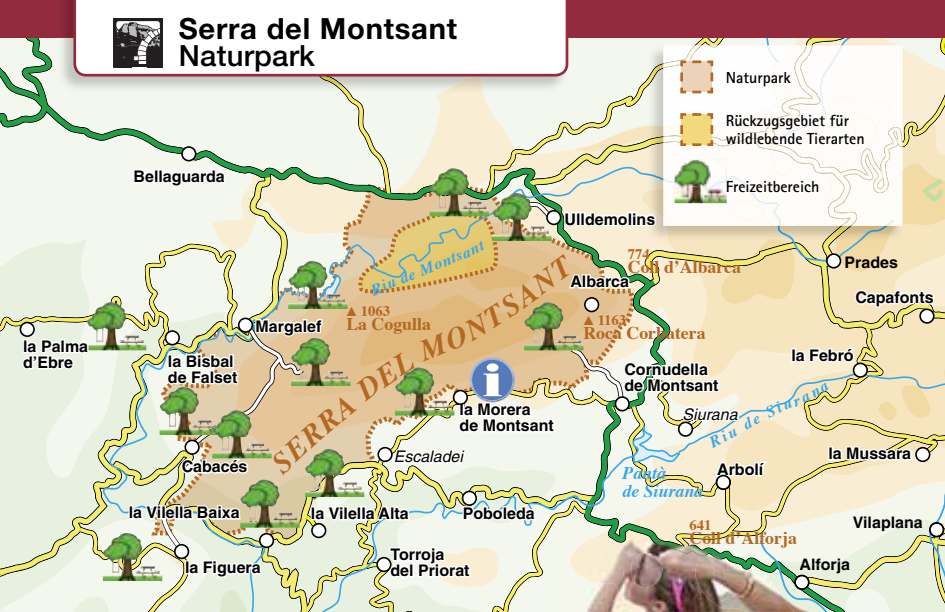 Serra del Montsant
Naturpark
Naturpark
Rückzugsgebiet für
wildlebende Tierarten
Freizeitbereich
Bellaguarda
Ulldemolins
Riu de Montsant
774
Coll d'Albarca
Prades
Albarca
Capafonts
1063
La Cogulla
1163
Roca Corbatera
SERRA DEL MONTSANT
Margalef
la Palma
d'Ebre
la Bisbal
de Falset
la Febró
Cornudella
de Montsant
i
la Morera
de Montsant
Siurana
Riu de Siurana
Cabacés
Escaladei
la Mussara
Pantà
de Siurana
Arbolí
la Vilella Baixa
la Vilella Alta
Poboleda
641
Coll d'Alforja
Vilaplana
la Figuera
Torroja
del Priorat
Alforja